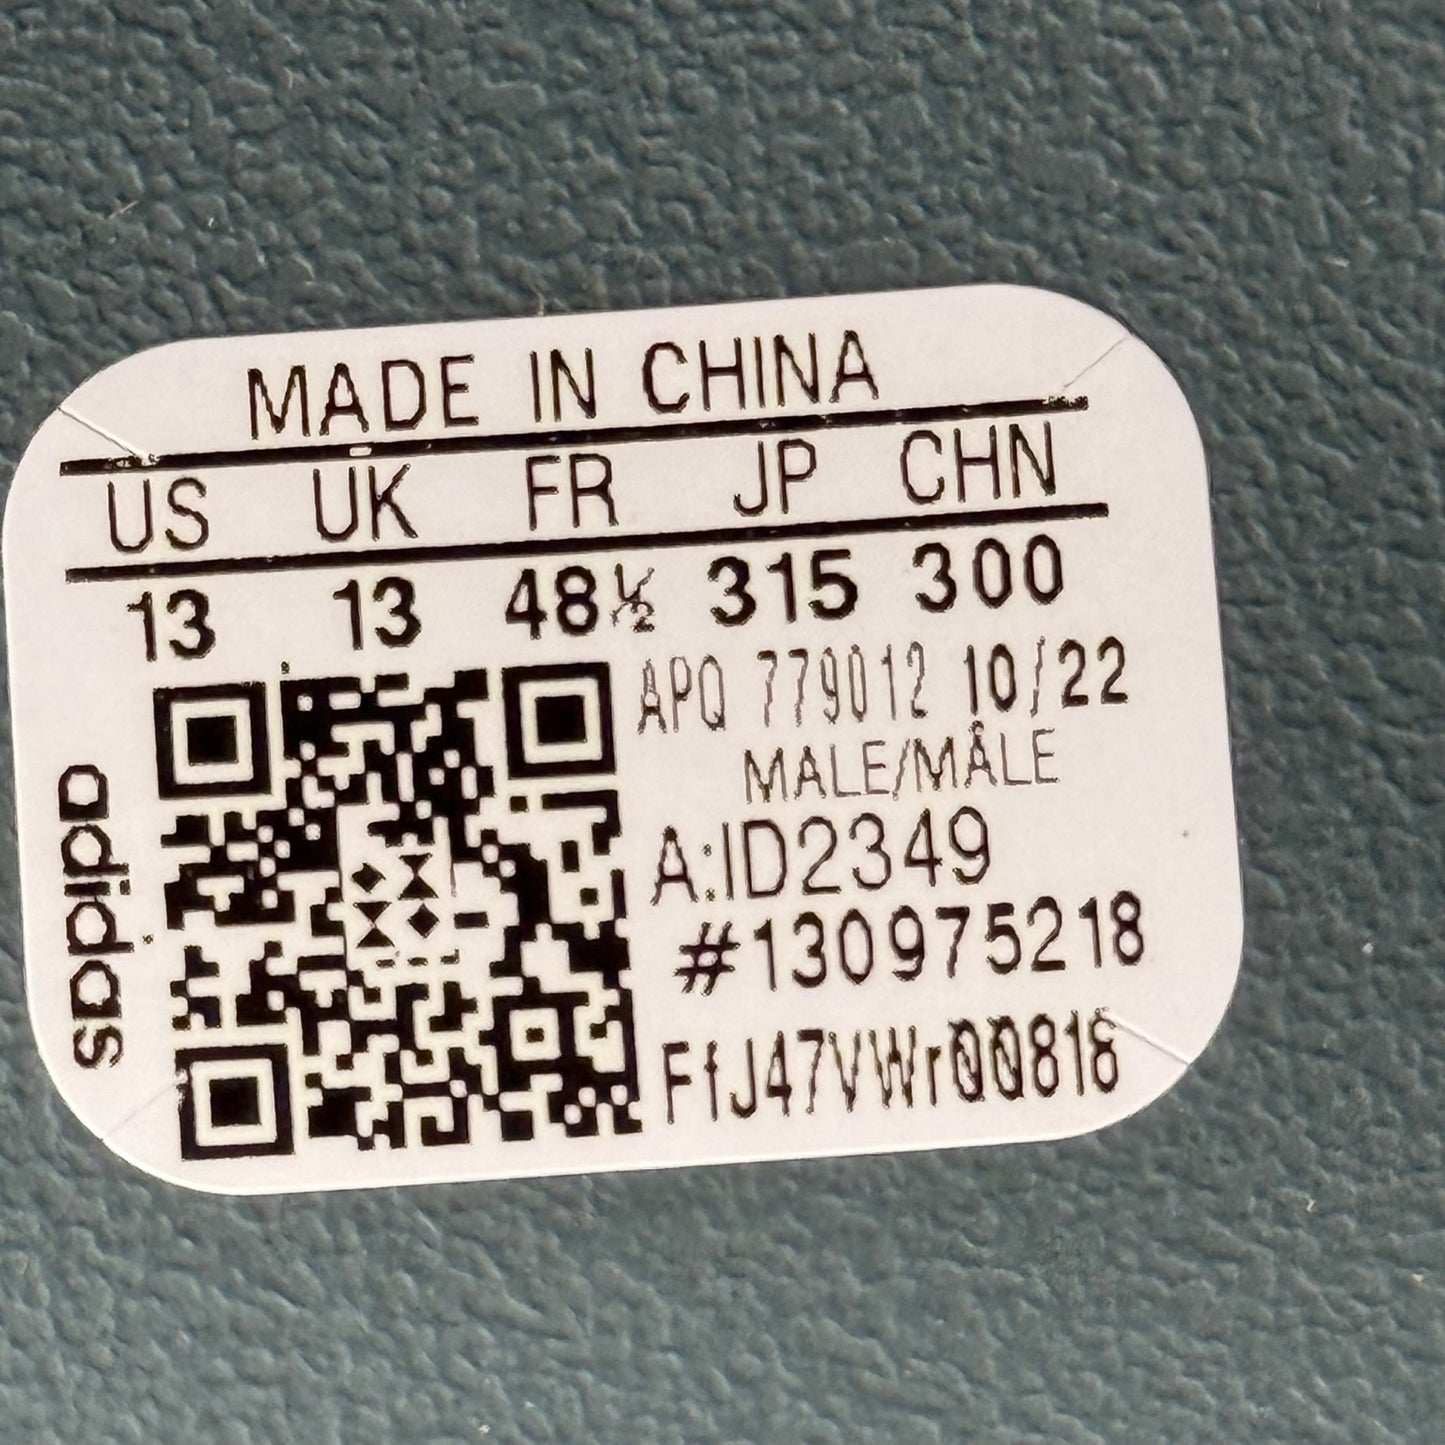 MADE IN CHINA
US UK FR JP CHN
13 13 48½ 315 300
APQ 779012 10/22
MALE/MÂLE
A:ID2349
#130975218
FfJ47VWr00816
adidas